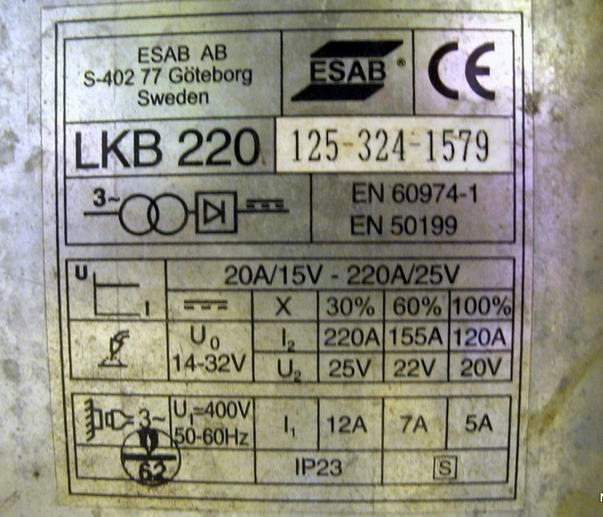 ESAB AB
S-402 77 Göteborg
Sweden
ESAB ®
CE
LKB 220
125-324-1579
3~
EN 60974-1
EN 50199
U
I
20A/15V - 220A/25V
X 30% 60% 100%
U₀
14-32V
I₂ 220A 155A 120A
U₂ 25V 22V 20V
3~
U₁=400V
50-60Hz
I₁ 12A 7A 5A
62
IP23
S